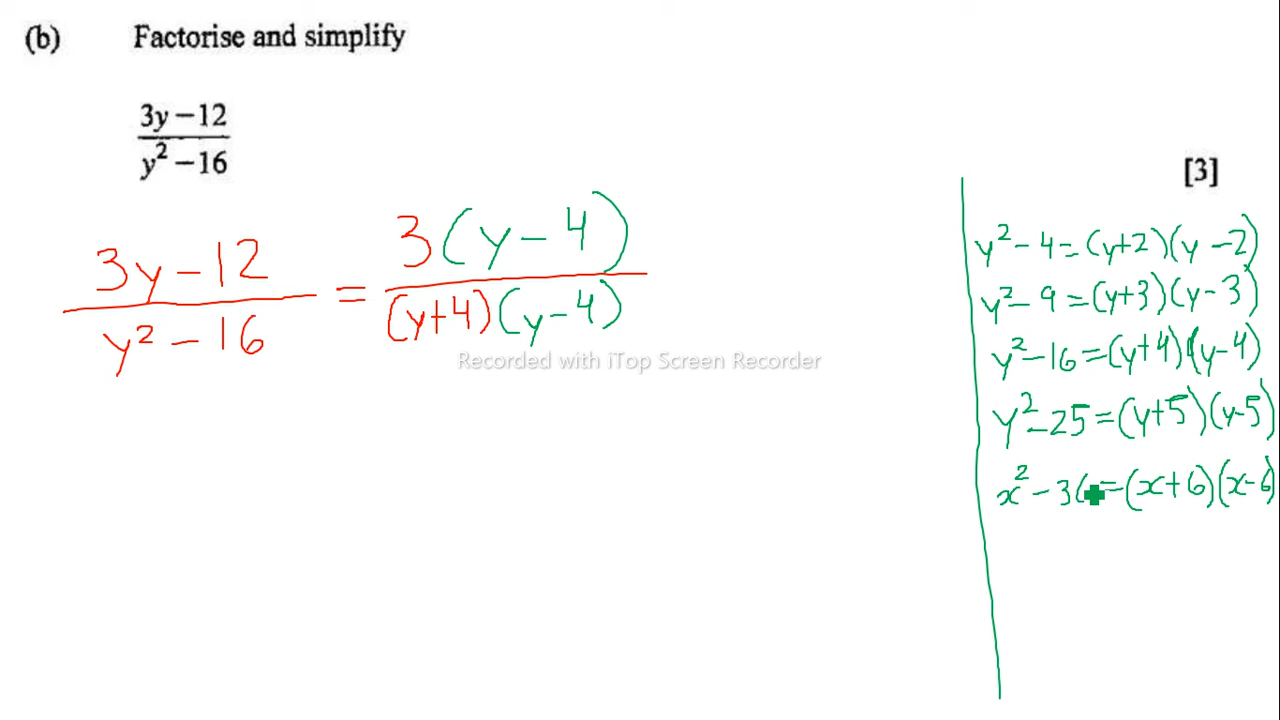 (b) Factorise and simplify
3y − 12
y² − 16
[3]
3y − 12 = 3(y − 4)
y² − 16 (y+4)(y−4)
Recorded with iTop Screen Recorder
y² − 4 = (y+2)(y − 2)
y² − 9 = (y+3)(y − 3)
y² − 16 = (y+4)(y − 4)
y² − 25 = (y+5)(y−5)
x² − 36 = (x+6)(x−6)